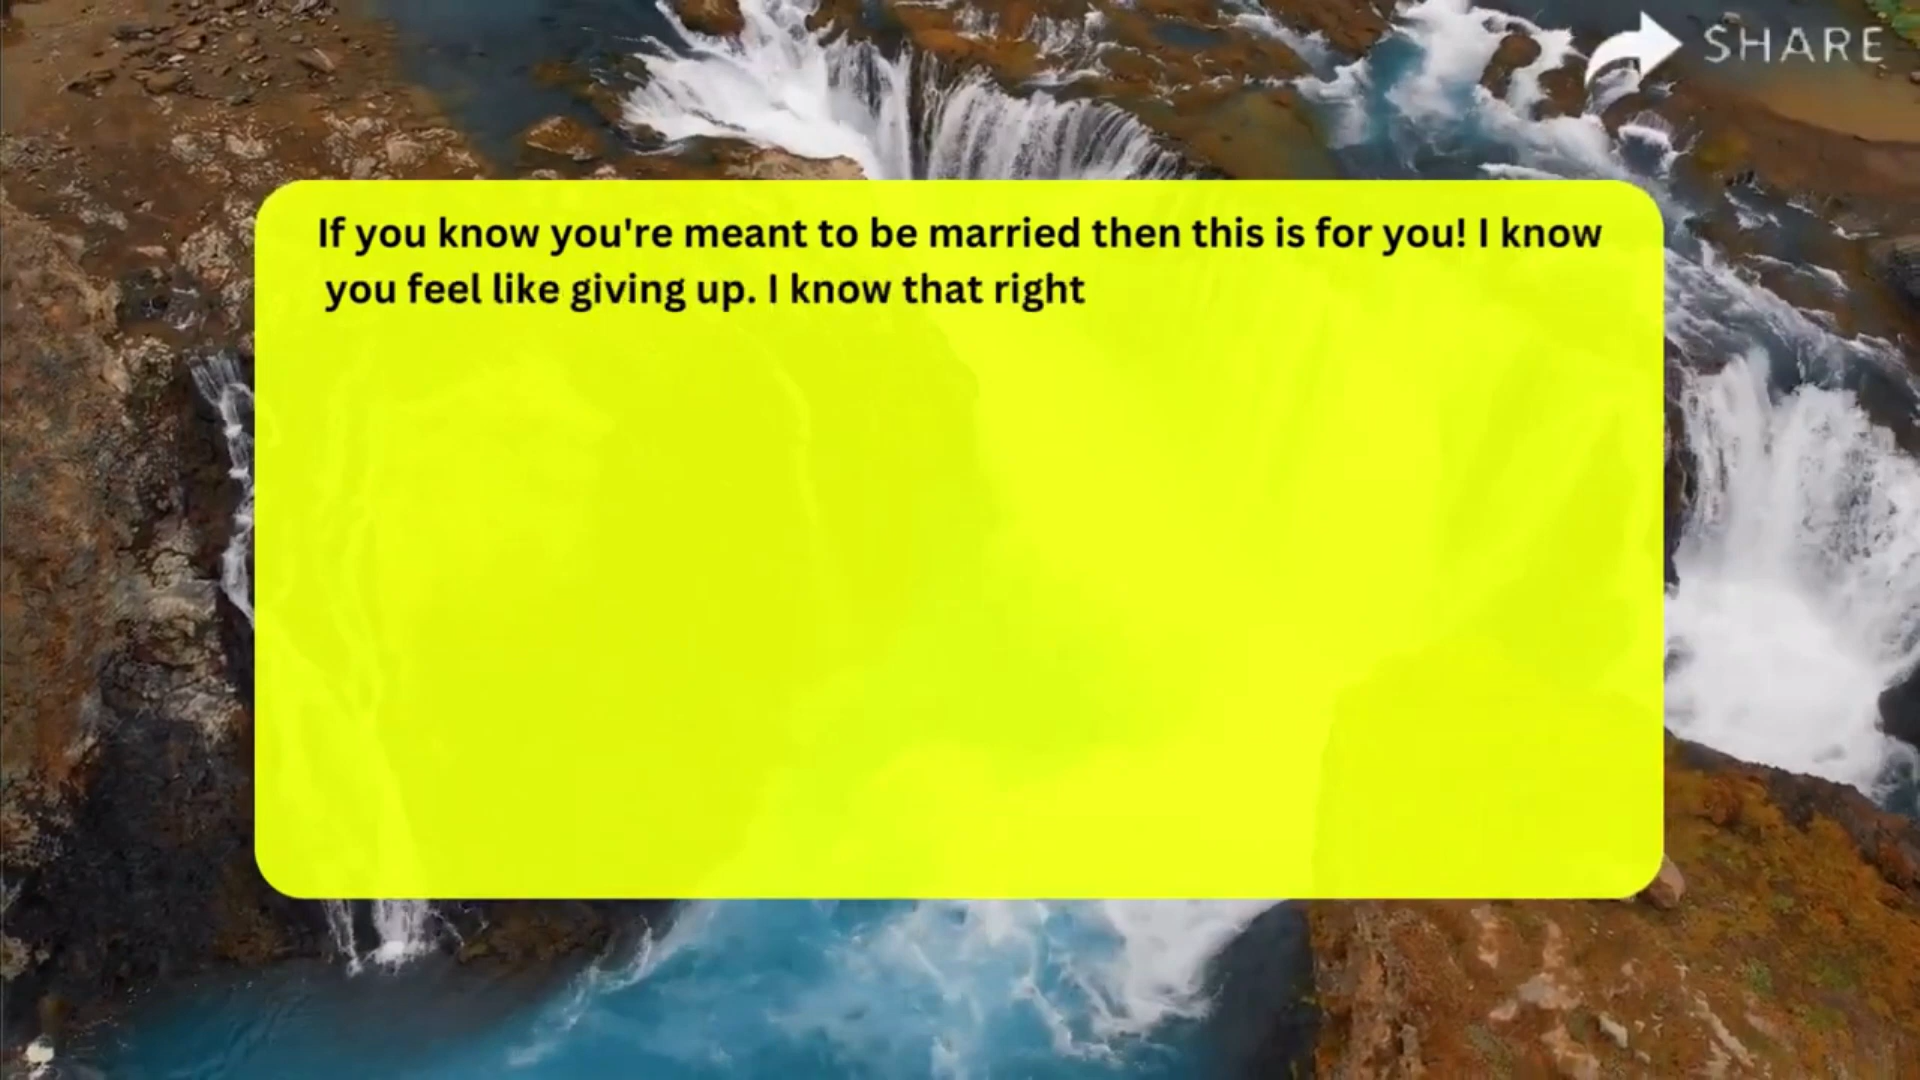 SHARE
If you know you're meant to be married then this is for you! I know
you feel like giving up. I know that right